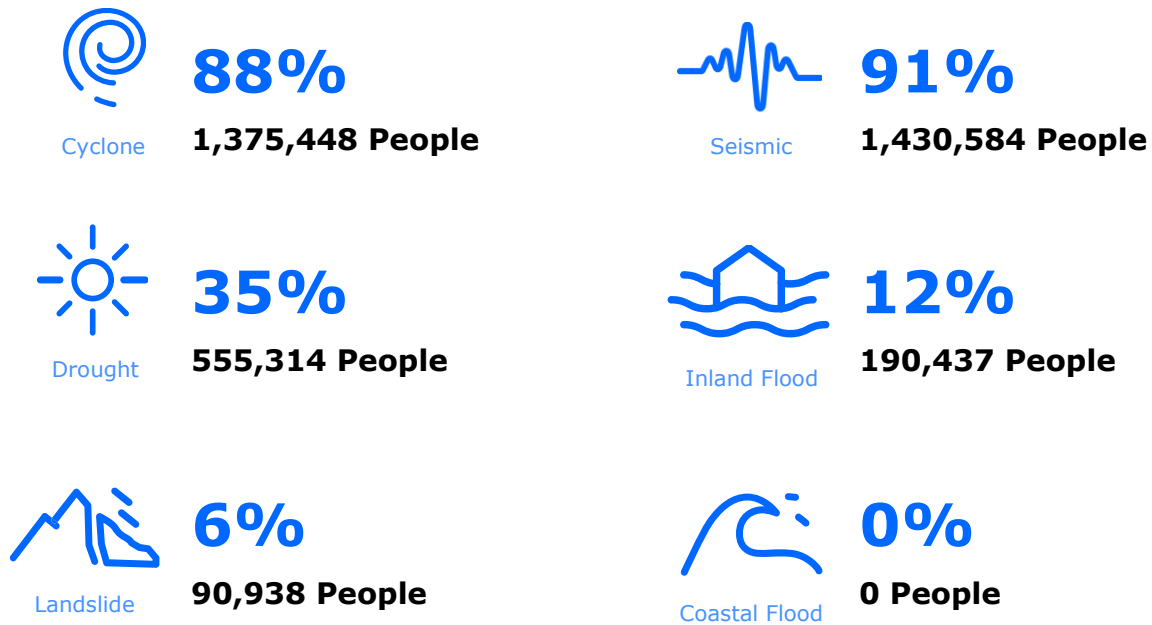 88%
1,375,448 People
Cyclone
91%
1,430,584 People
Seismic
35%
555,314 People
Drought
12%
190,437 People
Inland Flood
6%
90,938 People
Landslide
0%
0 People
Coastal Flood